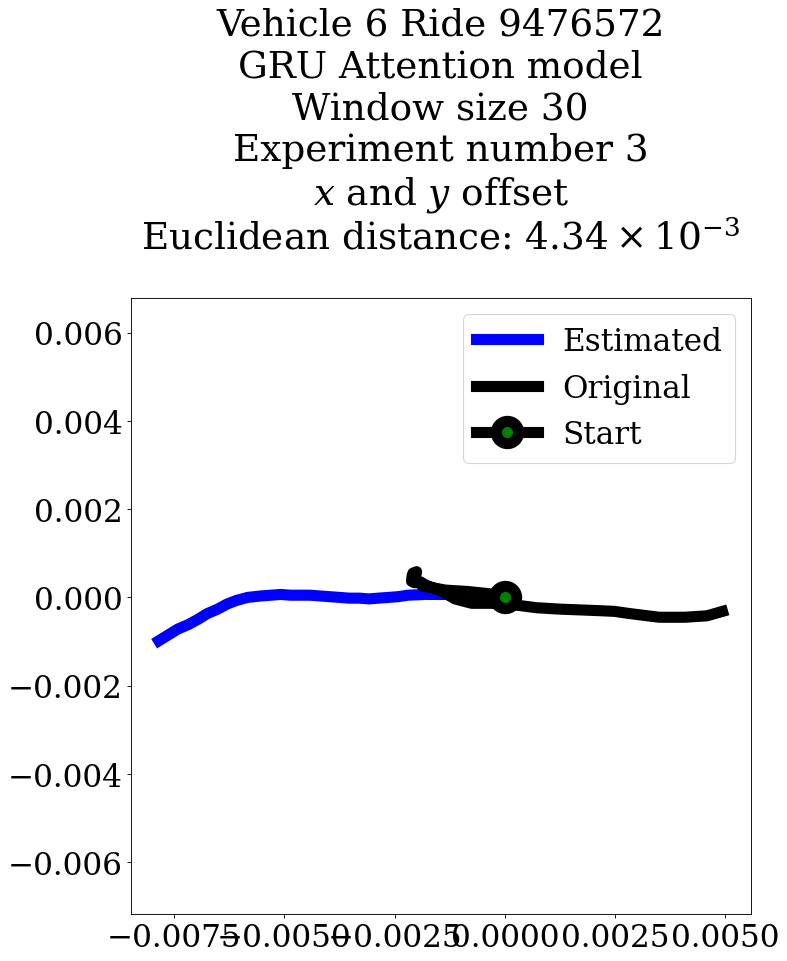 Vehicle 6 Ride 9476572
GRU Attention model
Window size 30
Experiment number 3
x and y offset
Euclidean distance: 4.34 × 10⁻³
Estimated
Original
Start
0.006
0.004
0.002
0.000
−0.002
−0.004
−0.006
−0.0075 −0.0050 −0.0025 0.0000 0.0025 0.0050